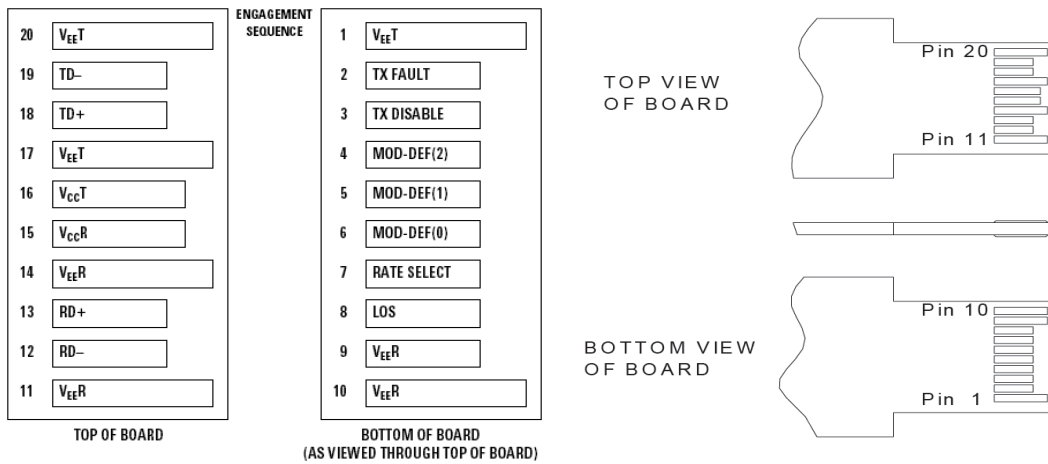 ENGAGEMENT
SEQUENCE
20 VEET
19 TD–
18 TD+
17 VEET
16 VCCT
15 VCCR
14 VEER
13 RD+
12 RD–
11 VEER
TOP OF BOARD
1 VEET
2 TX FAULT
3 TX DISABLE
4 MOD-DEF(2)
5 MOD-DEF(1)
6 MOD-DEF(0)
7 RATE SELECT
8 LOS
9 VEER
10 VEER
BOTTOM OF BOARD
(AS VIEWED THROUGH TOP OF BOARD)
TOP VIEW
OF BOARD
Pin 20
Pin 11
BOTTOM VIEW
OF BOARD
Pin 10
Pin 1